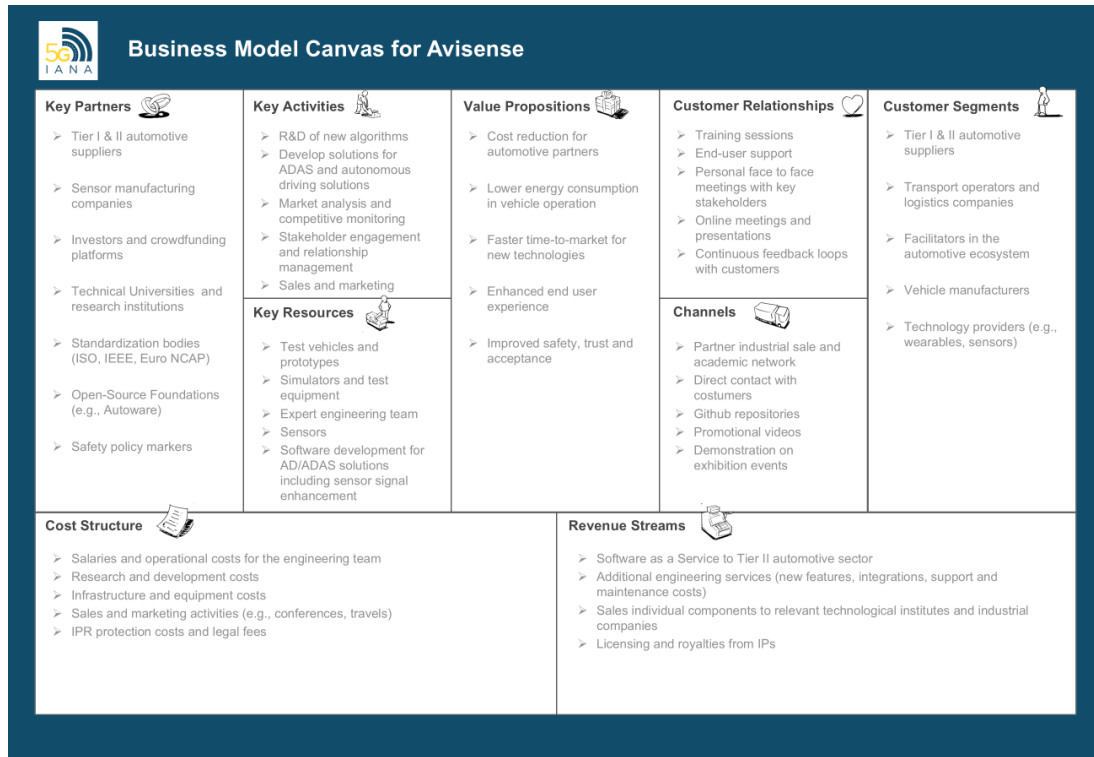 5G
IANA
Business Model Canvas for Avisense
Key Partners
Tier I & II automotive
suppliers
Sensor manufacturing
companies
Investors and crowdfunding
platforms
Technical Universities and
research institutions
Standardization bodies
(ISO, IEEE, Euro NCAP)
Open-Source Foundations
(e.g., Autoware)
Safety policy markers
Key Activities
R&D of new algorithms
Develop solutions for
ADAS and autonomous
driving solutions
Market analysis and
competitive monitoring
Stakeholder engagement
and relationship
management
Sales and marketing
Key Resources
Test vehicles and
prototypes
Simulators and test
equipment
Expert engineering team
Sensors
Software development for
AD/ADAS solutions
including sensor signal
enhancement
Value Propositions
Cost reduction for
automotive partners
Lower energy consumption
in vehicle operation
Faster time-to-market for
new technologies
Enhanced end user
experience
Improved safety, trust and
acceptance
Customer Relationships
Training sessions
End-user support
Personal face to face
meetings with key
stakeholders
Online meetings and
presentations
Continuous feedback loops
with customers
Channels
Partner industrial sale and
academic network
Direct contact with
costumers
Github repositories
Promotional videos
Demonstration on
exhibition events
Customer Segments
Tier I & II automotive
suppliers
Transport operators and
logistics companies
Facilitators in the
automotive ecosystem
Vehicle manufacturers
Technology providers (e.g.,
wearables, sensors)
Cost Structure
Salaries and operational costs for the engineering team
Research and development costs
Infrastructure and equipment costs
Sales and marketing activities (e.g., conferences, travels)
IPR protection costs and legal fees
Revenue Streams
Software as a Service to Tier II automotive sector
Additional engineering services (new features, integrations, support and
maintenance costs)
Sales individual components to relevant technological institutes and industrial
companies
Licensing and royalties from IPs